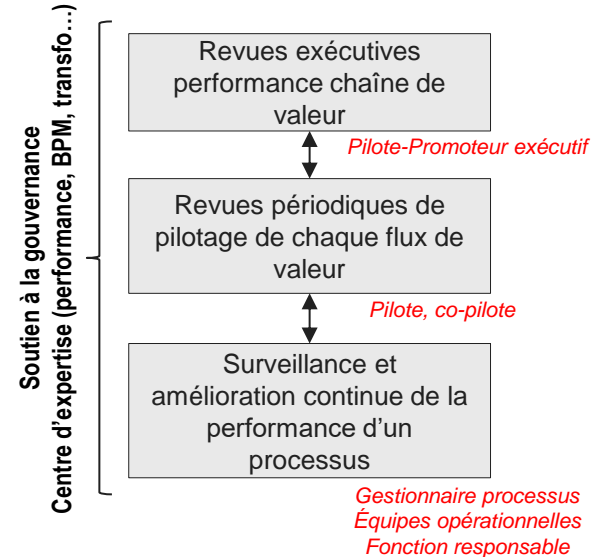 Soutien à la gouvernance
Centre d'expertise (performance, BPM, transfo…)
Revues exécutives
performance chaîne de
valeur
Pilote-Promoteur exécutif
Revues périodiques de
pilotage de chaque flux de
valeur
Pilote, co-pilote
Surveillance et
amélioration continue de la
performance d'un
processus
Gestionnaire processus
Équipes opérationnelles
Fonction responsable